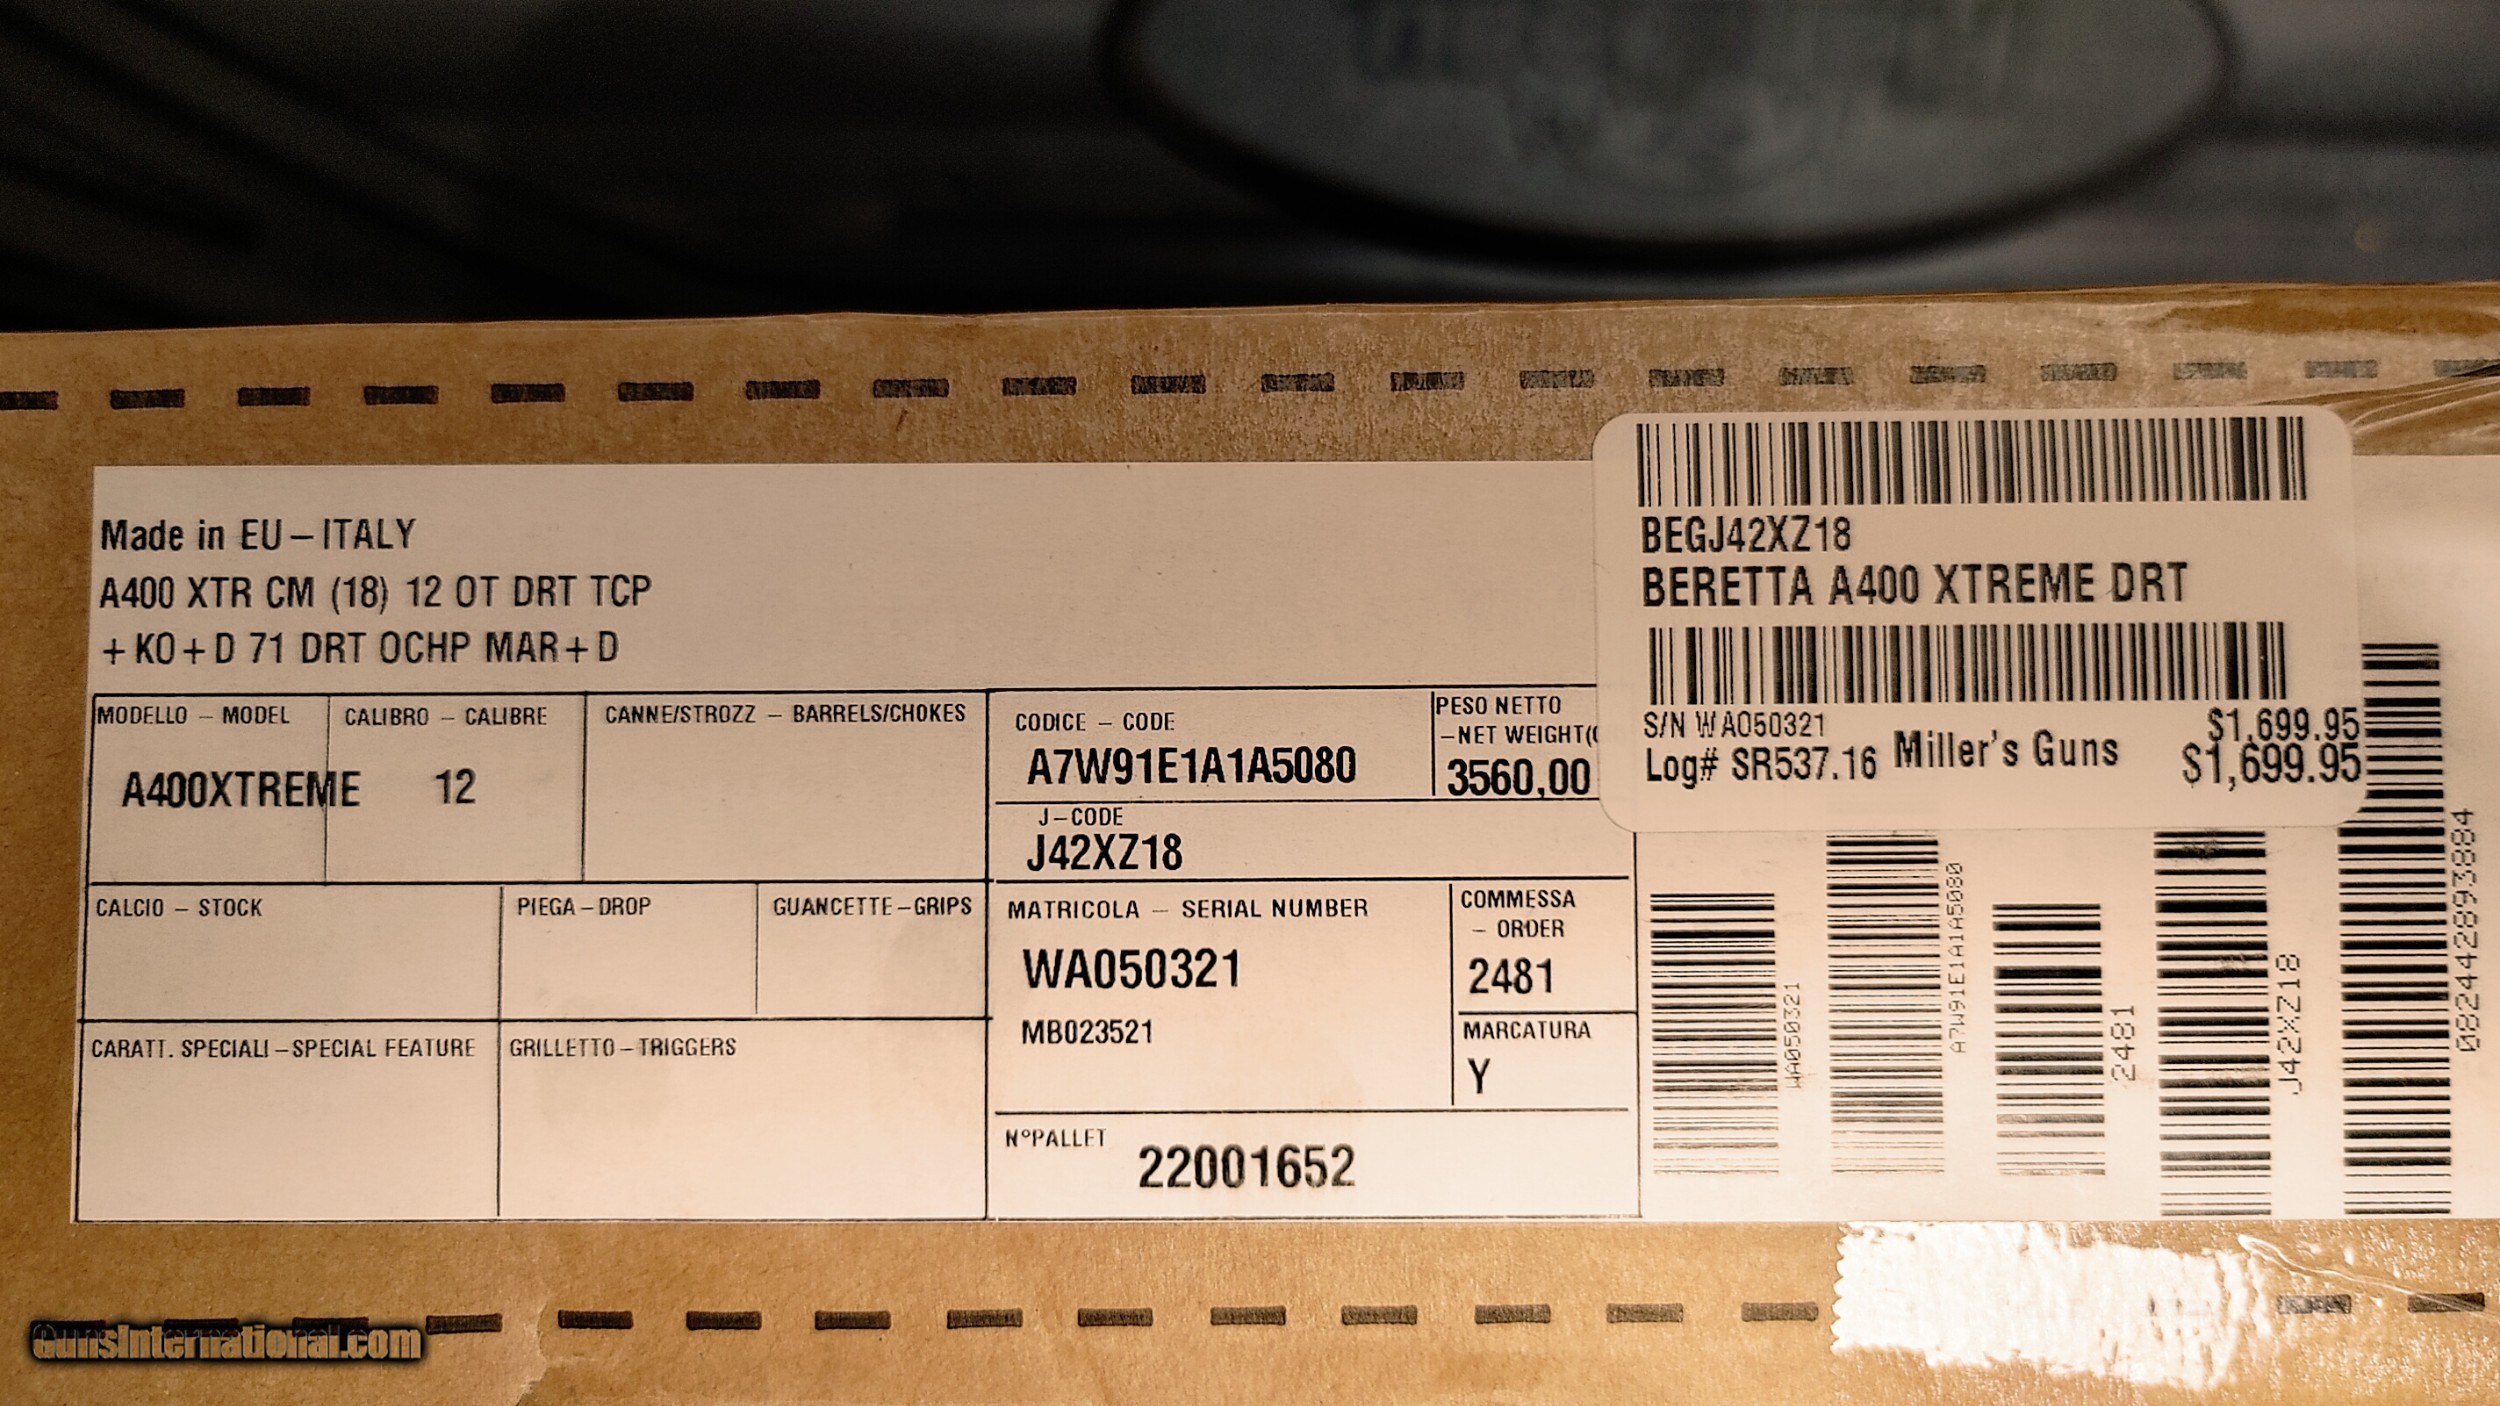 Made in EU – ITALY
A400 XTR CM (18) 12 OT DRT TCP
+ KO + D 71 DRT OCHP MAR + D
MODELLO – MODEL
A400XTREME
CALIBRO – CALIBRE
12
CANNE/STROZZ – BARRELS/CHOKES
CODICE – CODE
A7W91E1A1A5080
PESO NETTO
–NET WEIGHT(
3560,00
J–CODE
J42XZ18
CALCIO – STOCK
PIEGA – DROP
GUANCETTE – GRIPS
MATRICOLA – SERIAL NUMBER
WA050321
MB023521
COMMESSA
– ORDER
2481
MARCATURA
Y
CARATT. SPECIALI – SPECIAL FEATURE
GRILLETTO – TRIGGERS
N°PALLET
22001652
BEGJ42XZ18
BERETTA A400 XTREME DRT
S/N WA050321
$1,699.95
Log# SR537.16 Miller's Guns
$1,699.95
WA050321
A7W91E1A1A5080
2481
J42XZ18
082442893884
GunsInternational.com